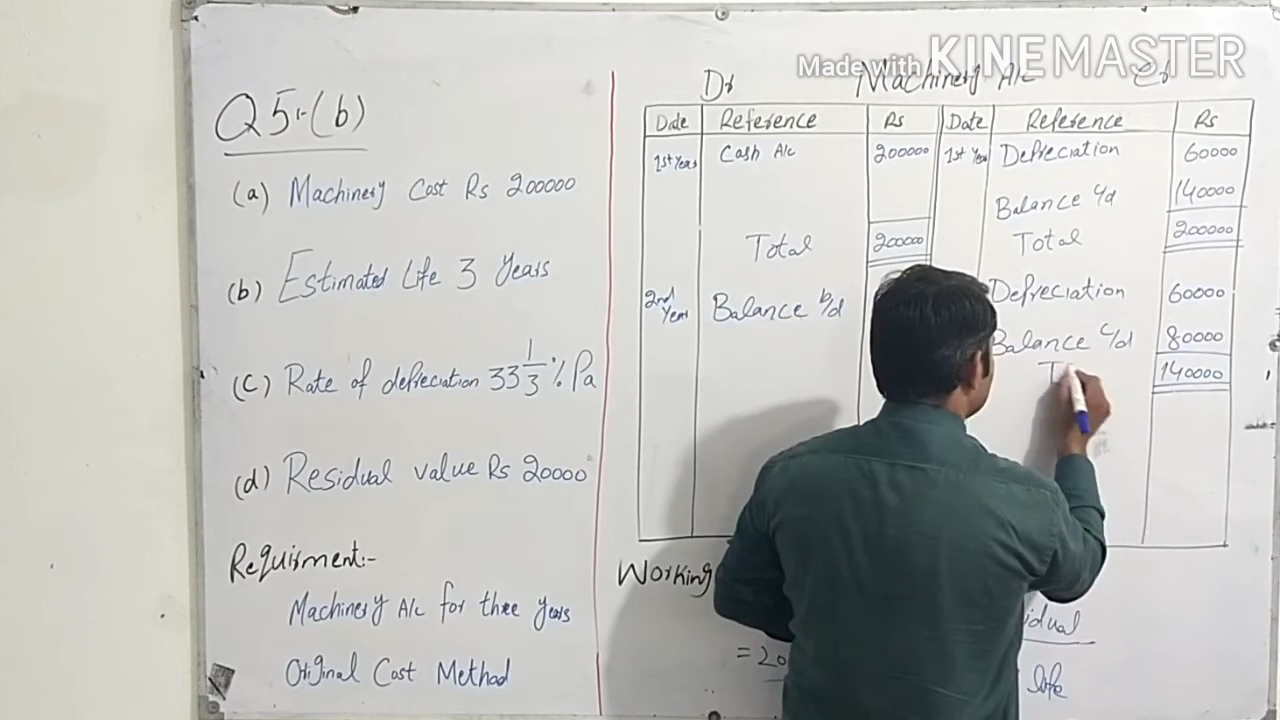 Made with KINEMASTER
Q5:-(b)
(a) Machinery Cost Rs 200000
(b) Estimated Life 3 Years
(c) Rate of depreciation 33 1/3 % Pa
(d) Residual value Rs 20000
Requirment:-
Machinery A/c for three years
Original Cost Method
Dr Machinery A/c Cr
Date Reference Rs Date Reference Rs
1st Year Cash A/c 200000 1st Year Depreciation 60000
Balance c/d 140000
Total 200000 Total 200000
2nd Year Balance b/d Depreciation 60000
Balance c/d 80000
T 140000
Working
idual
= 20
life